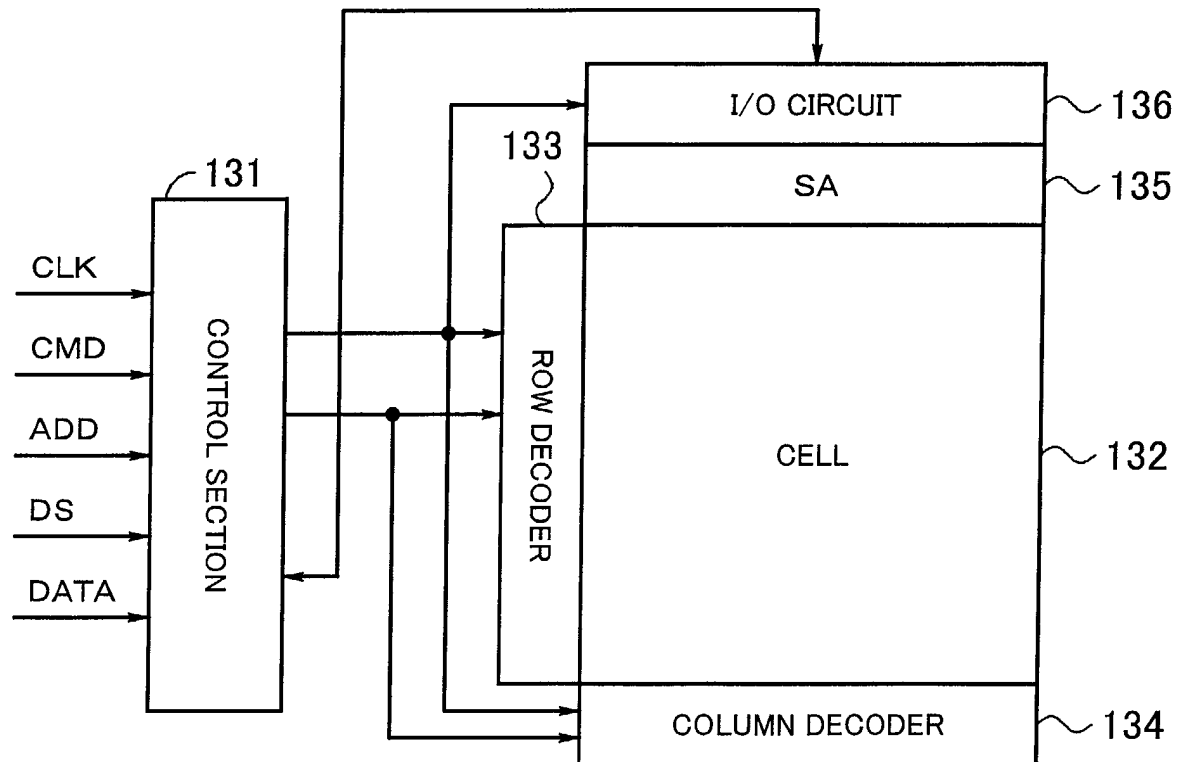 I/O CIRCUIT
136
133
SA
135
131
CLK
CMD
ADD
DS
DATA
CONTROL SECTION
ROW DECODER
CELL
132
COLUMN DECODER
134